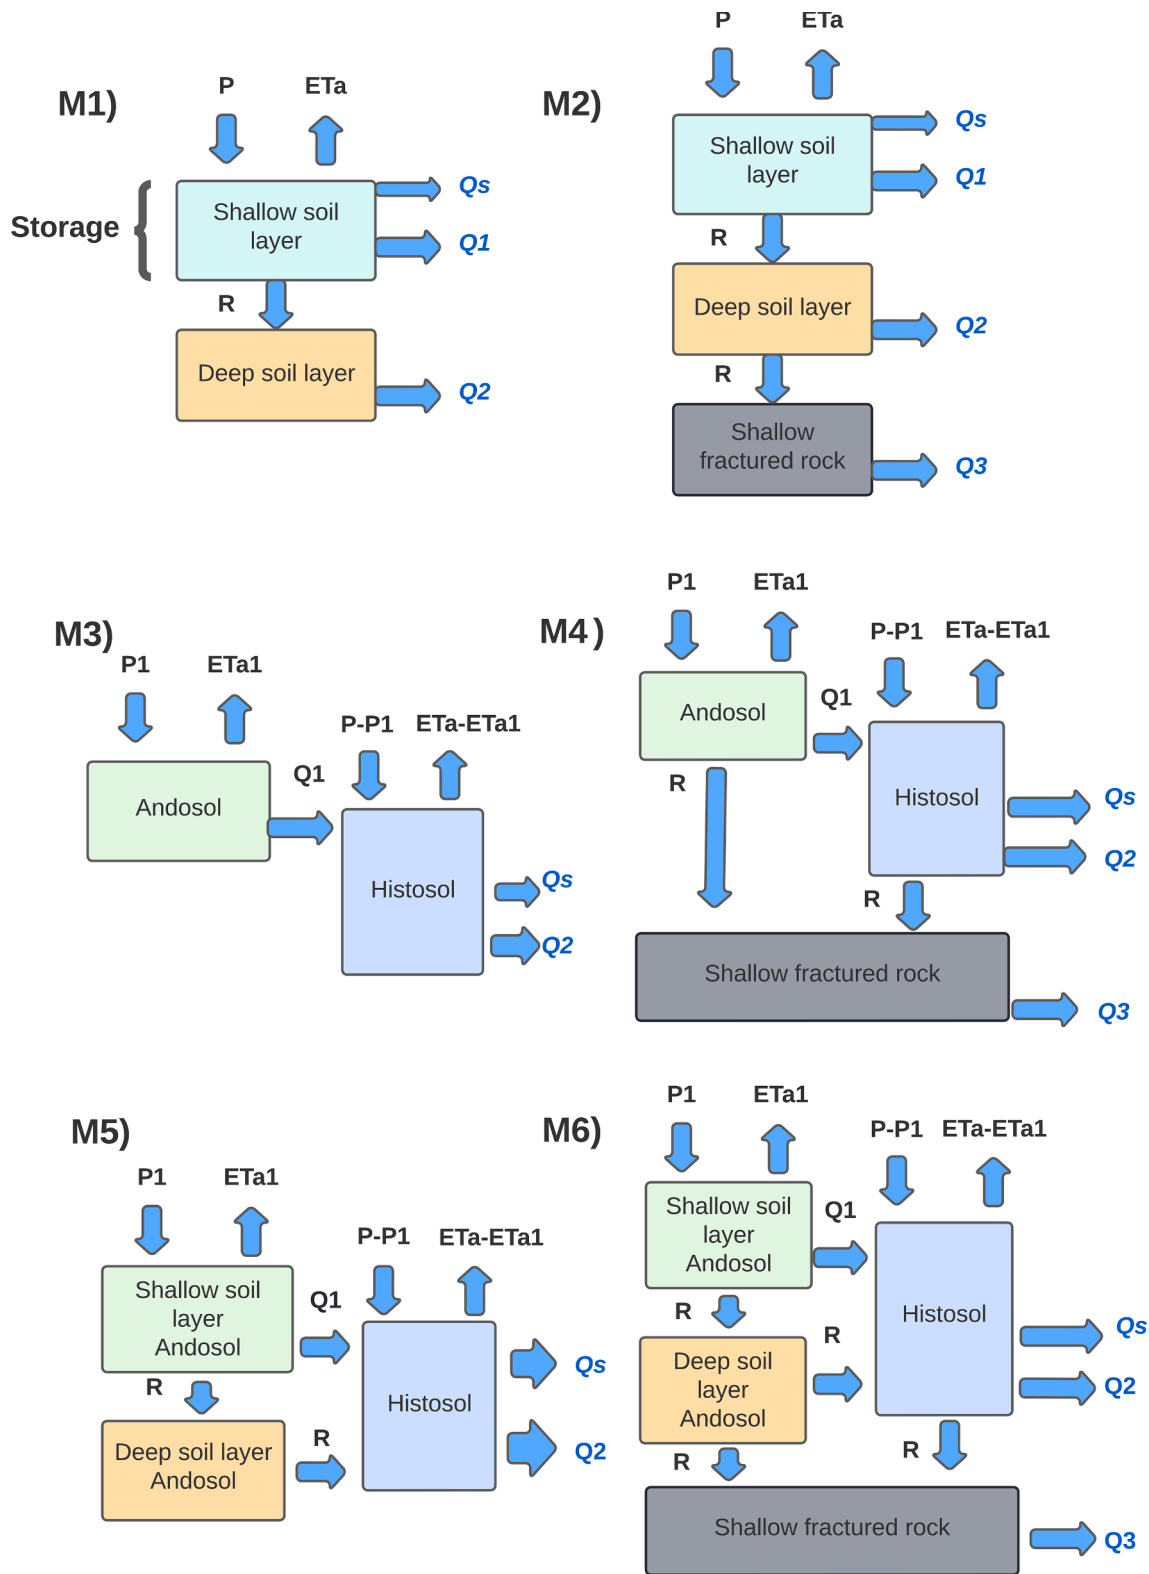 M1)
P
ETa
Storage
Shallow soil
layer
Qs
Q1
R
Deep soil layer
Q2
M2)
P
ETa
Shallow soil
layer
Qs
Q1
R
Deep soil layer
Q2
R
Shallow
fractured rock
Q3
M3)
P1
ETa1
Andosol
Q1
P-P1
ETa-ETa1
Histosol
Qs
Q2
M4 )
P1
ETa1
Andosol
Q1
P-P1
ETa-ETa1
R
Histosol
Qs
Q2
R
Shallow fractured rock
Q3
M5)
P1
ETa1
Shallow soil
layer
Andosol
Q1
P-P1
ETa-ETa1
R
Deep soil layer
Andosol
R
Histosol
Qs
Q2
M6)
P1
ETa1
Shallow soil
layer
Andosol
Q1
P-P1
ETa-ETa1
R
Deep soil
layer
Andosol
R
Histosol
Qs
Q2
R
R
Shallow fractured rock
Q3